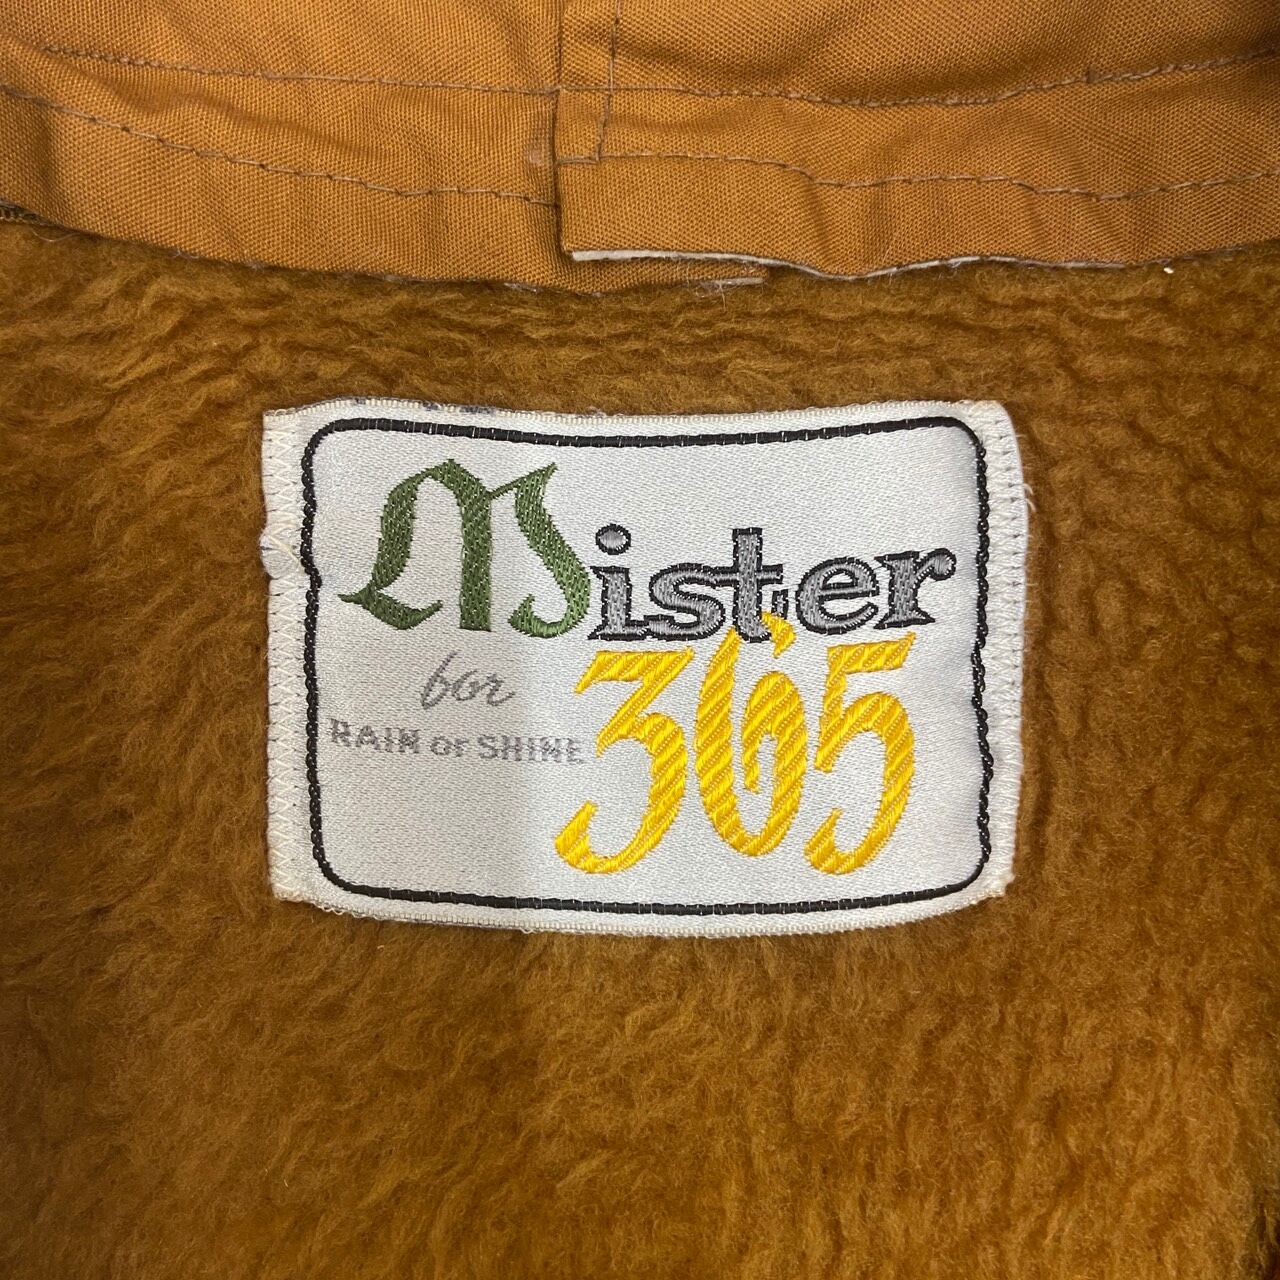 Mister
for 365
RAIN or SHINE